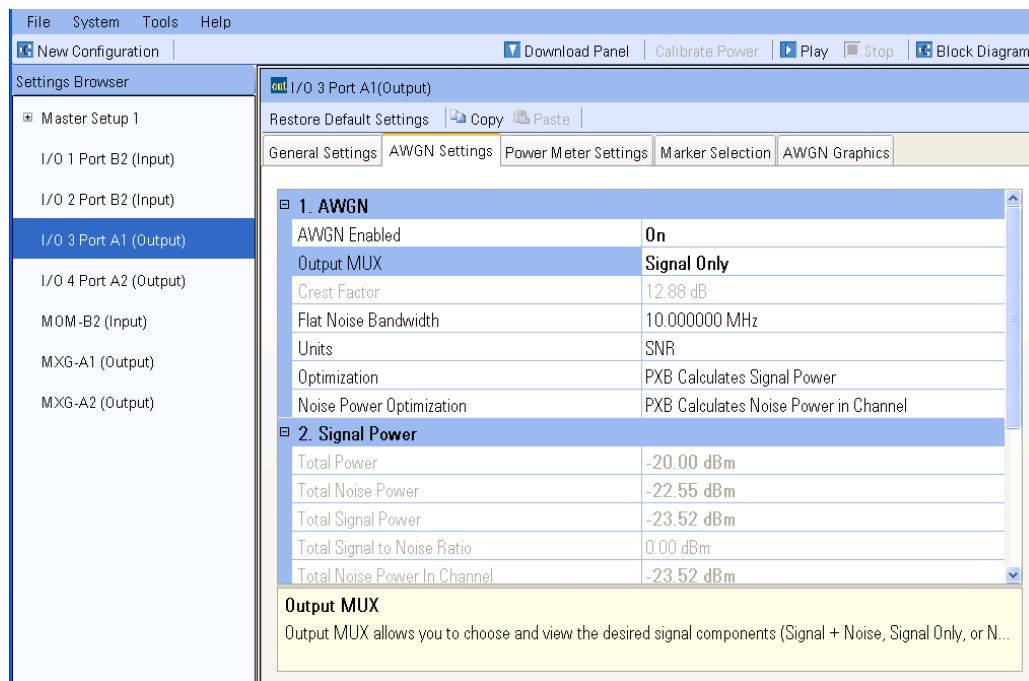 File System Tools Help
New Configuration Download Panel Calibrate Power Play Stop Block Diagram
Settings Browser
Master Setup 1
I/O 1 Port B2 (Input)
I/O 2 Port B2 (Input)
I/O 3 Port A1 (Output)
I/O 4 Port A2 (Output)
MOM-B2 (Input)
MXG-A1 (Output)
MXG-A2 (Output)
out I/O 3 Port A1(Output)
Restore Default Settings Copy Paste
General Settings AWGN Settings Power Meter Settings Marker Selection AWGN Graphics
1. AWGN
AWGN Enabled On
Output MUX Signal Only
Crest Factor 12.88 dB
Flat Noise Bandwidth 10.000000 MHz
Units SNR
Optimization PXB Calculates Signal Power
Noise Power Optimization PXB Calculates Noise Power in Channel
2. Signal Power
Total Power -20.00 dBm
Total Noise Power -22.55 dBm
Total Signal Power -23.52 dBm
Total Signal to Noise Ratio 0.00 dBm
Total Noise Power In Channel -23.52 dBm
Output MUX
Output MUX allows you to choose and view the desired signal components (Signal + Noise, Signal Only, or N...